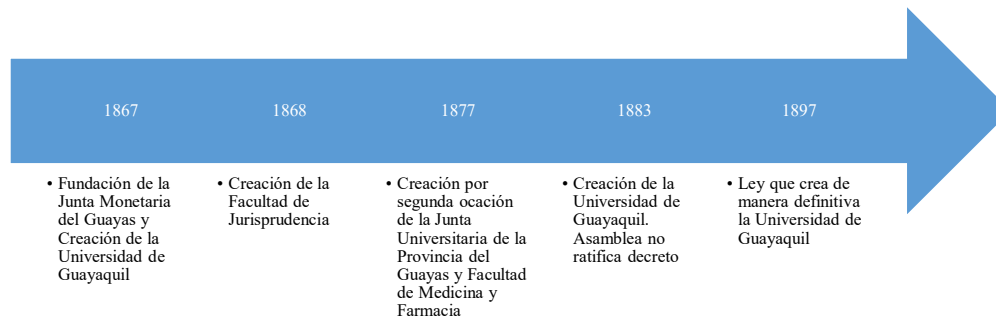 1867
1868
1877
1883
1897
• Fundación de la
Junta Monetaria
del Guayas y
Creación de la
Universidad de
Guayaquil
• Creación de la
Facultad de
Jurisprudencia
• Creación por
segunda ocación
de la Junta
Universitaria de la
Provincia del
Guayas y Facultad
de Medicina y
Farmacia
• Creación de la
Universidad de
Guayaquil.
Asamblea no
ratifica decreto
• Ley que crea de
manera definitiva
la Universidad de
Guayaquil